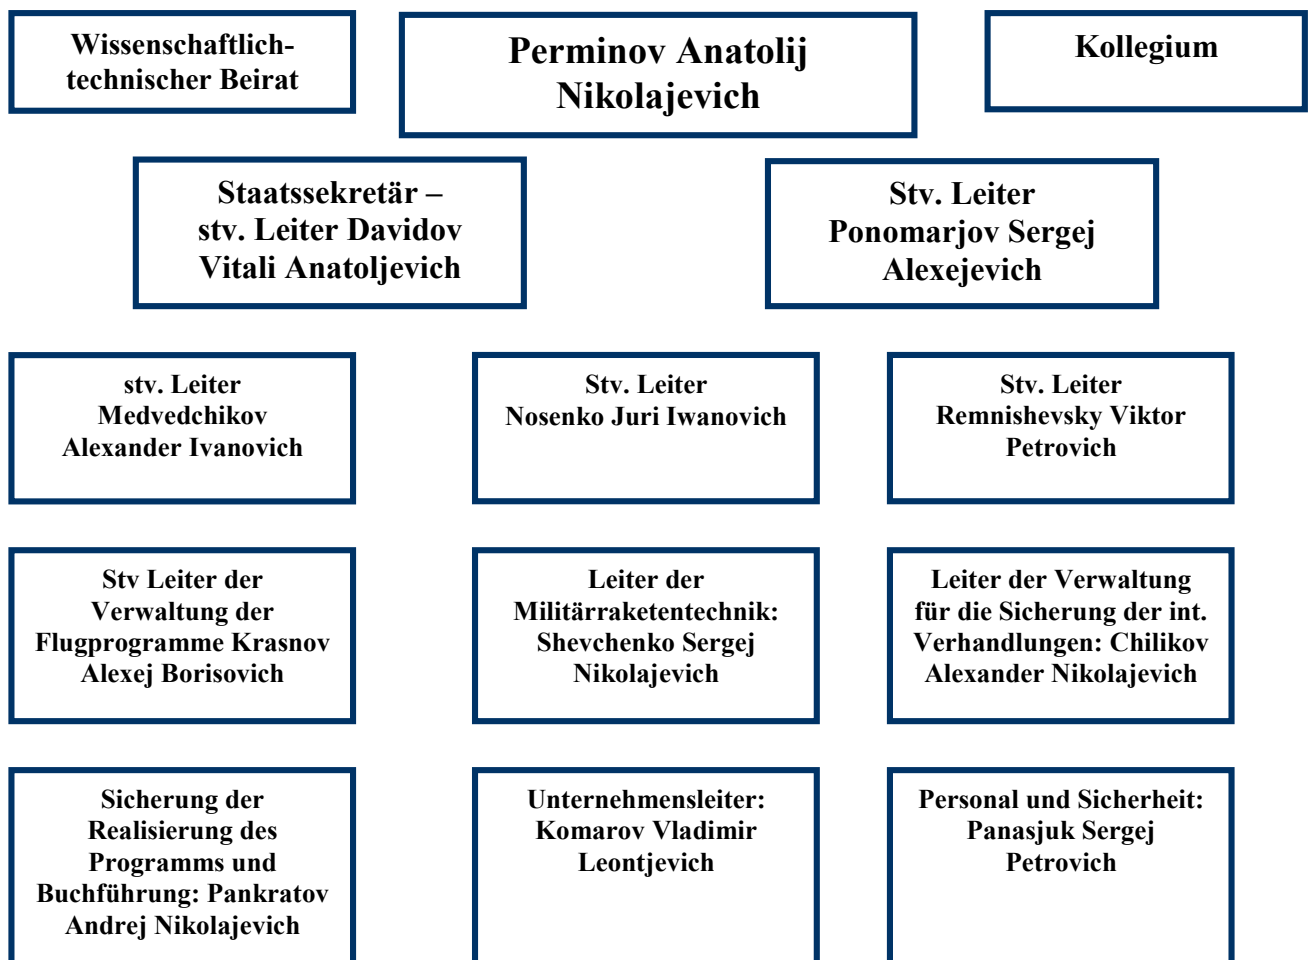 Wissenschaftlich-
technischer Beirat
Perminov Anatolij
Nikolajevich
Kollegium
Staatssekretär –
stv. Leiter Davidov
Vitali Anatoljevich
Stv. Leiter
Ponomarjov Sergej
Alexejevich
stv. Leiter
Medvedchikov
Alexander Ivanovich
Stv. Leiter
Nosenko Juri Iwanovich
Stv. Leiter
Remnishevsky Viktor
Petrovich
Stv Leiter der
Verwaltung der
Flugprogramme Krasnov
Alexej Borisovich
Leiter der
Militärraketentechnik:
Shevchenko Sergej
Nikolajevich
Leiter der Verwaltung
für die Sicherung der int.
Verhandlungen: Chilikov
Alexander Nikolajevich
Sicherung der
Realisierung des
Programms und
Buchführung: Pankratov
Andrej Nikolajevich
Unternehmensleiter:
Komarov Vladimir
Leontjevich
Personal und Sicherheit:
Panasjuk Sergej
Petrovich